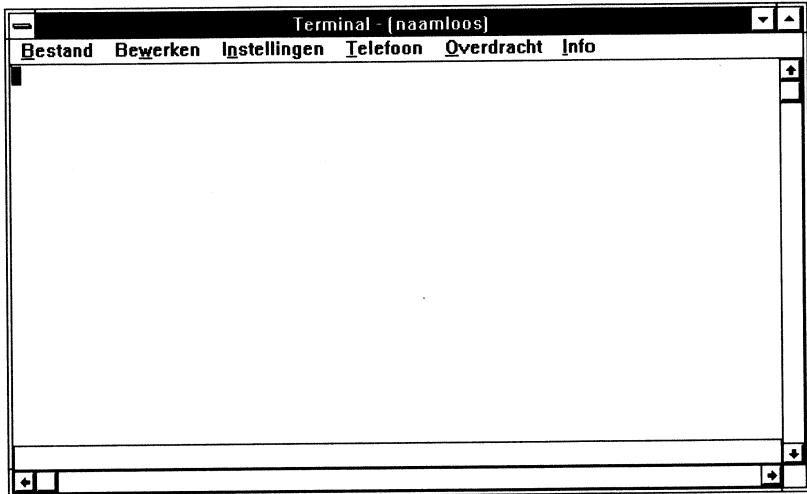 Terminal - (naamloos)
Bestand Bewerken Instellingen Telefoon Overdracht Info